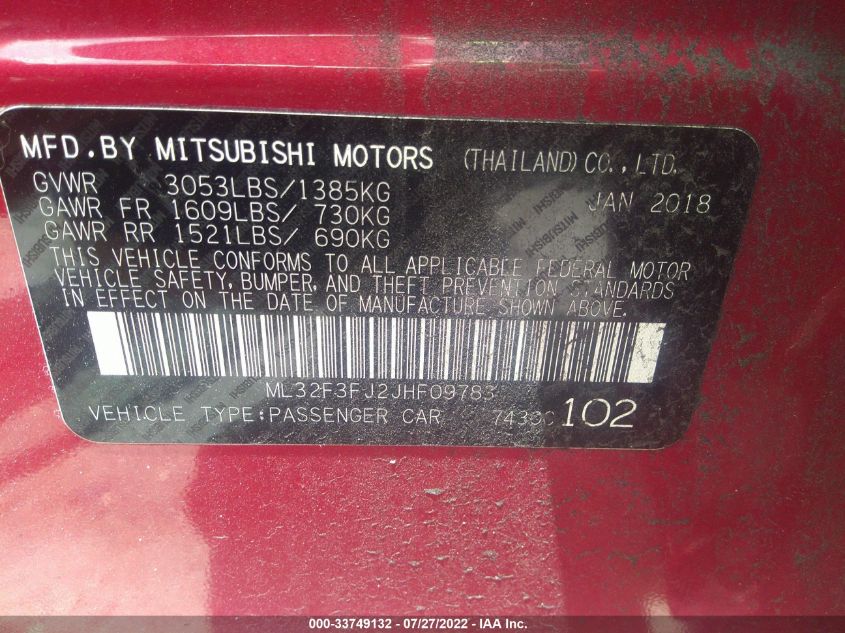 MFD.BY MITSUBISHI MOTORS (THAILAND) CO.,LTD.
GVWR 3053LBS/1385KG JAN 2018
GAWR FR 1609LBS/ 730KG
GAWR RR 1521LBS/ 690KG
THIS VEHICLE CONFORMS TO ALL APPLICABLE FEDERAL MOTOR
VEHICLE SAFETY, BUMPER, AND THEFT PREVENTION STANDARDS
IN EFFECT ON THE DATE OF MANUFACTURE SHOWN ABOVE.
ML32F3FJ2JHF09783
VEHICLE TYPE:PASSENGER CAR 102
000-33749132 - 07/27/2022 - IAA Inc.